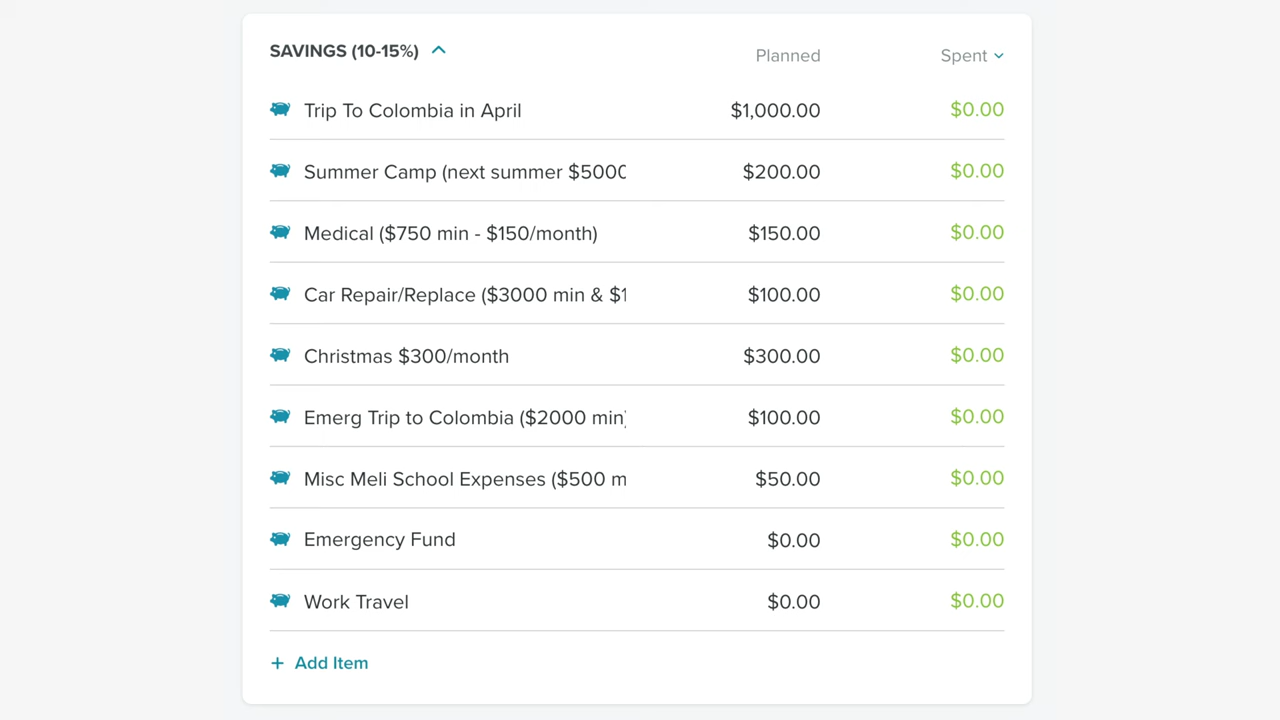 SAVINGS (10-15%) Planned Spent
Trip To Colombia in April $1,000.00 $0.00
Summer Camp (next summer $5000 $200.00 $0.00
Medical ($750 min - $150/month) $150.00 $0.00
Car Repair/Replace ($3000 min & $1 $100.00 $0.00
Christmas $300/month $300.00 $0.00
Emerg Trip to Colombia ($2000 min) $100.00 $0.00
Misc Meli School Expenses ($500 m $50.00 $0.00
Emergency Fund $0.00 $0.00
Work Travel $0.00 $0.00
+ Add Item